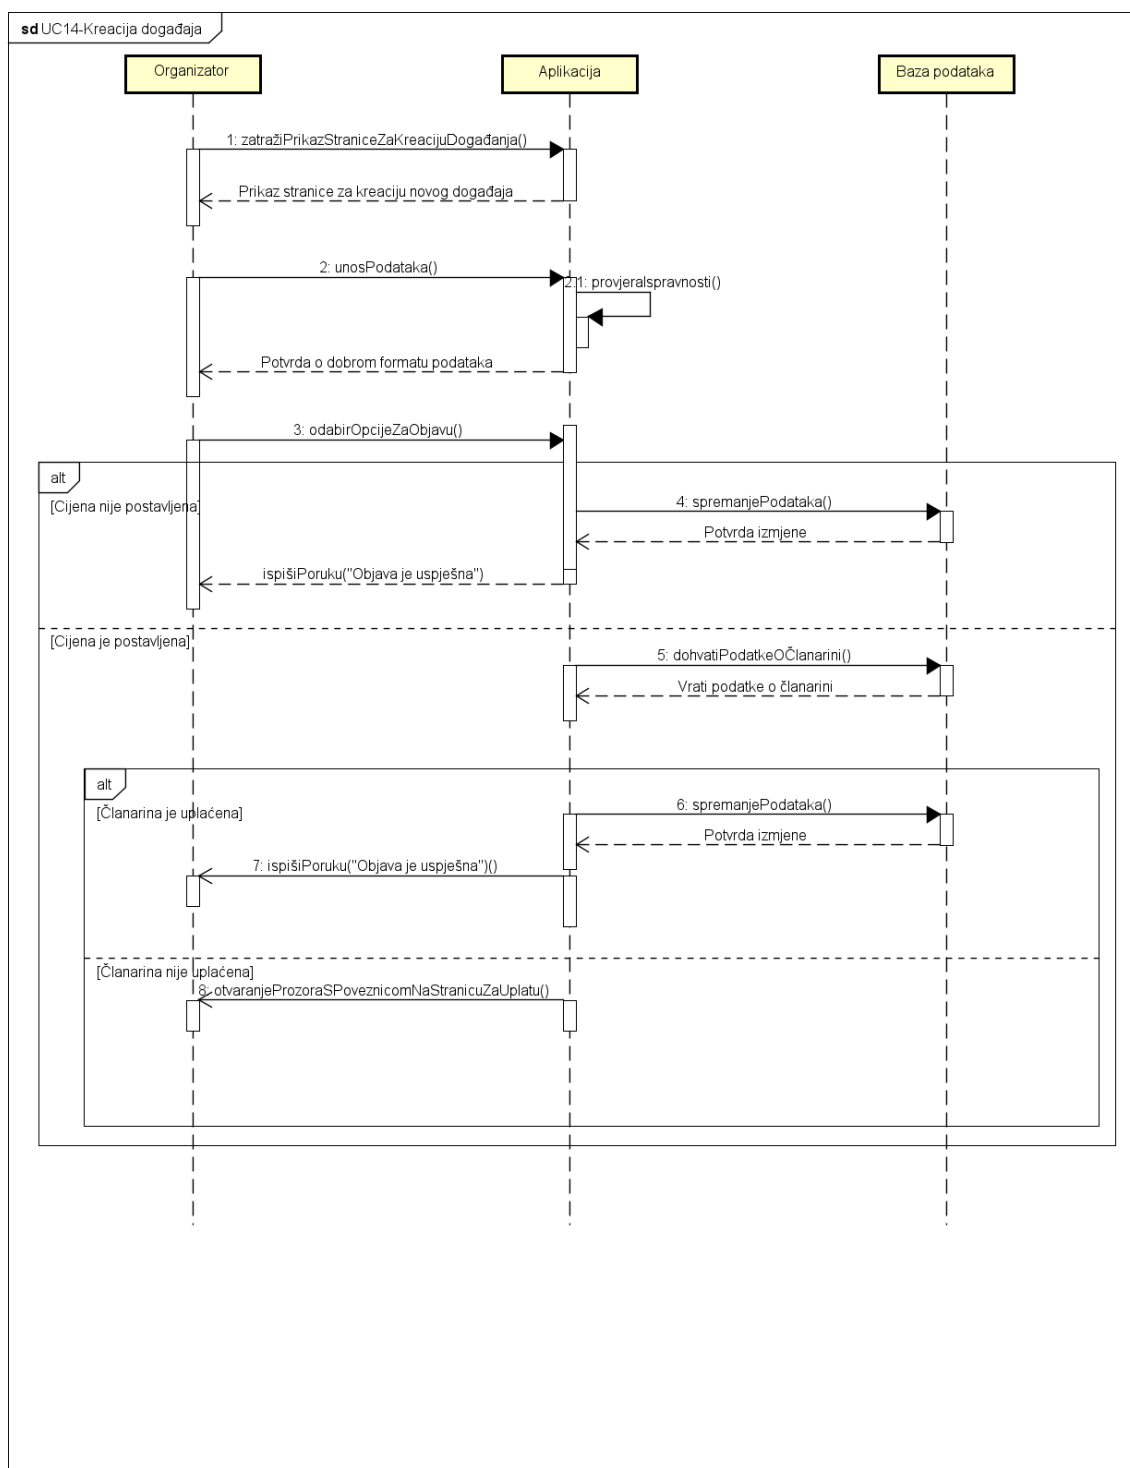 sd UC14-Kreacija događaja
Organizator
Aplikacija
Baza podataka
1: zatražiPrikazStraniceZaKreacijuDogađanja()
Prikaz stranice za kreaciju novog događaja
2: unosPodataka()
2.1: provjeraIspravnosti()
Potvrda o dobrom formatu podataka
3: odabirOpcijeZaObjavu()
alt
[Cijena nije postavljena]
4: spremanjePodataka()
Potvrda izmjene
ispišiPoruku("Objava je uspješna")
[Cijena je postavljena]
5: dohvatiPodatkeOČlanarini()
Vrati podatke o članarini
alt
[Članarina je uplaćena]
6: spremanjePodataka()
Potvrda izmjene
7: ispišiPoruku("Objava je uspješna")()
[Članarina nije uplaćena]
8: otvaranjeProzoraSPoveznicomNaStranicuZaUplatu()